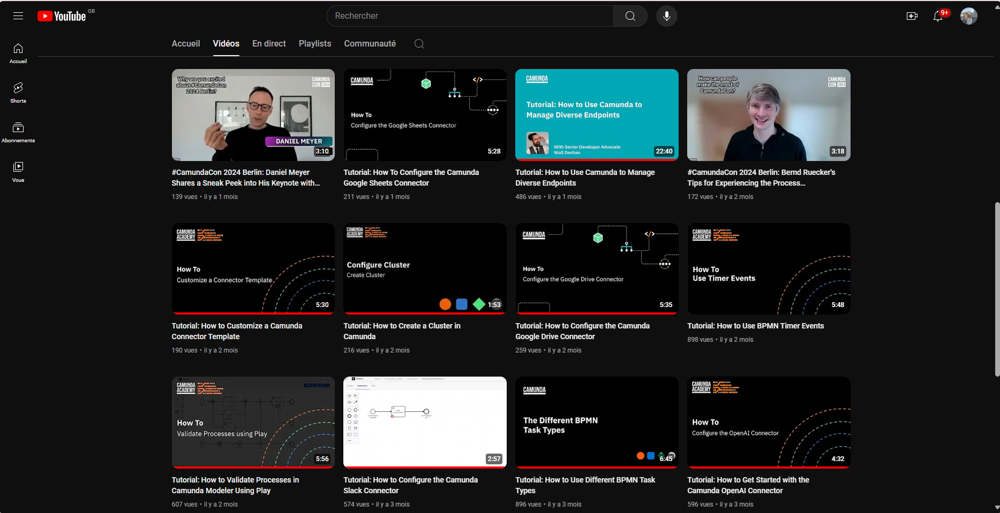 YouTube GB
Rechercher
9+
Accueil Vidéos En direct Playlists Communauté
Accueil
Shorts
Abonnements
Vous
Why are you excited
about #CamundaCon
2024 Berlin?
CAMUNDA
CON 2024
DANIEL MEYER
3:10
#CamundaCon 2024 Berlin: Daniel Meyer
Shares a Sneak Peek into His Keynote with...
139 vues • il y a 1 mois
CAMUNDA
How To
Configure the Google Sheets Connector
5:28
Tutorial: How To Configure the Camunda
Google Sheets Connector
211 vues • il y a 1 mois
CAMUNDA
Tutorial: How to Use Camunda to
Manage Diverse Endpoints
With Senior Developer Advocate
Niall Deehan
22:40
Tutorial: How to Use Camunda to Manage
Diverse Endpoints
486 vues • il y a 1 mois
How can people
make the most of
CamundaCon?
CAMUNDA
CON 2024
3:18
#CamundaCon 2024 Berlin: Bernd Ruecker's
Tips for Experiencing the Process...
172 vues • il y a 2 mois
CAMUNDA
ACADEMY
How To
Customize a Connector Template
5:30
Tutorial: How to Customize a Camunda
Connector Template
190 vues • il y a 2 mois
CAMUNDA
ACADEMY
Configure Cluster
Create Cluster
1:53
Tutorial: How to Create a Cluster in
Camunda
216 vues • il y a 2 mois
CAMUNDA
How To
Configure the Google Drive Connector
5:35
Tutorial: How to Configure the Camunda
Google Drive Connector
259 vues • il y a 2 mois
CAMUNDA
ACADEMY
How To
Use Timer Events
5:48
Tutorial: How to Use BPMN Timer Events
898 vues • il y a 2 mois
CAMUNDA
ACADEMY
How To
Validate Processes using Play
5:56
Tutorial: How to Validate Processes in
Camunda Modeler Using Play
607 vues • il y a 2 mois
Modeler
Design Implement Play
2:57
Tutorial: How to Configure the Camunda
Slack Connector
574 vues • il y a 3 mois
CAMUNDA
The Different BPMN
Task Types
6:45
Tutorial: How to Use Different BPMN Task
Types
896 vues • il y a 3 mois
CAMUNDA
ACADEMY
How To
Configure the OpenAI Connector
4:32
Tutorial: How to Get Started with the
Camunda OpenAI Connector
596 vues • il y a 3 mois